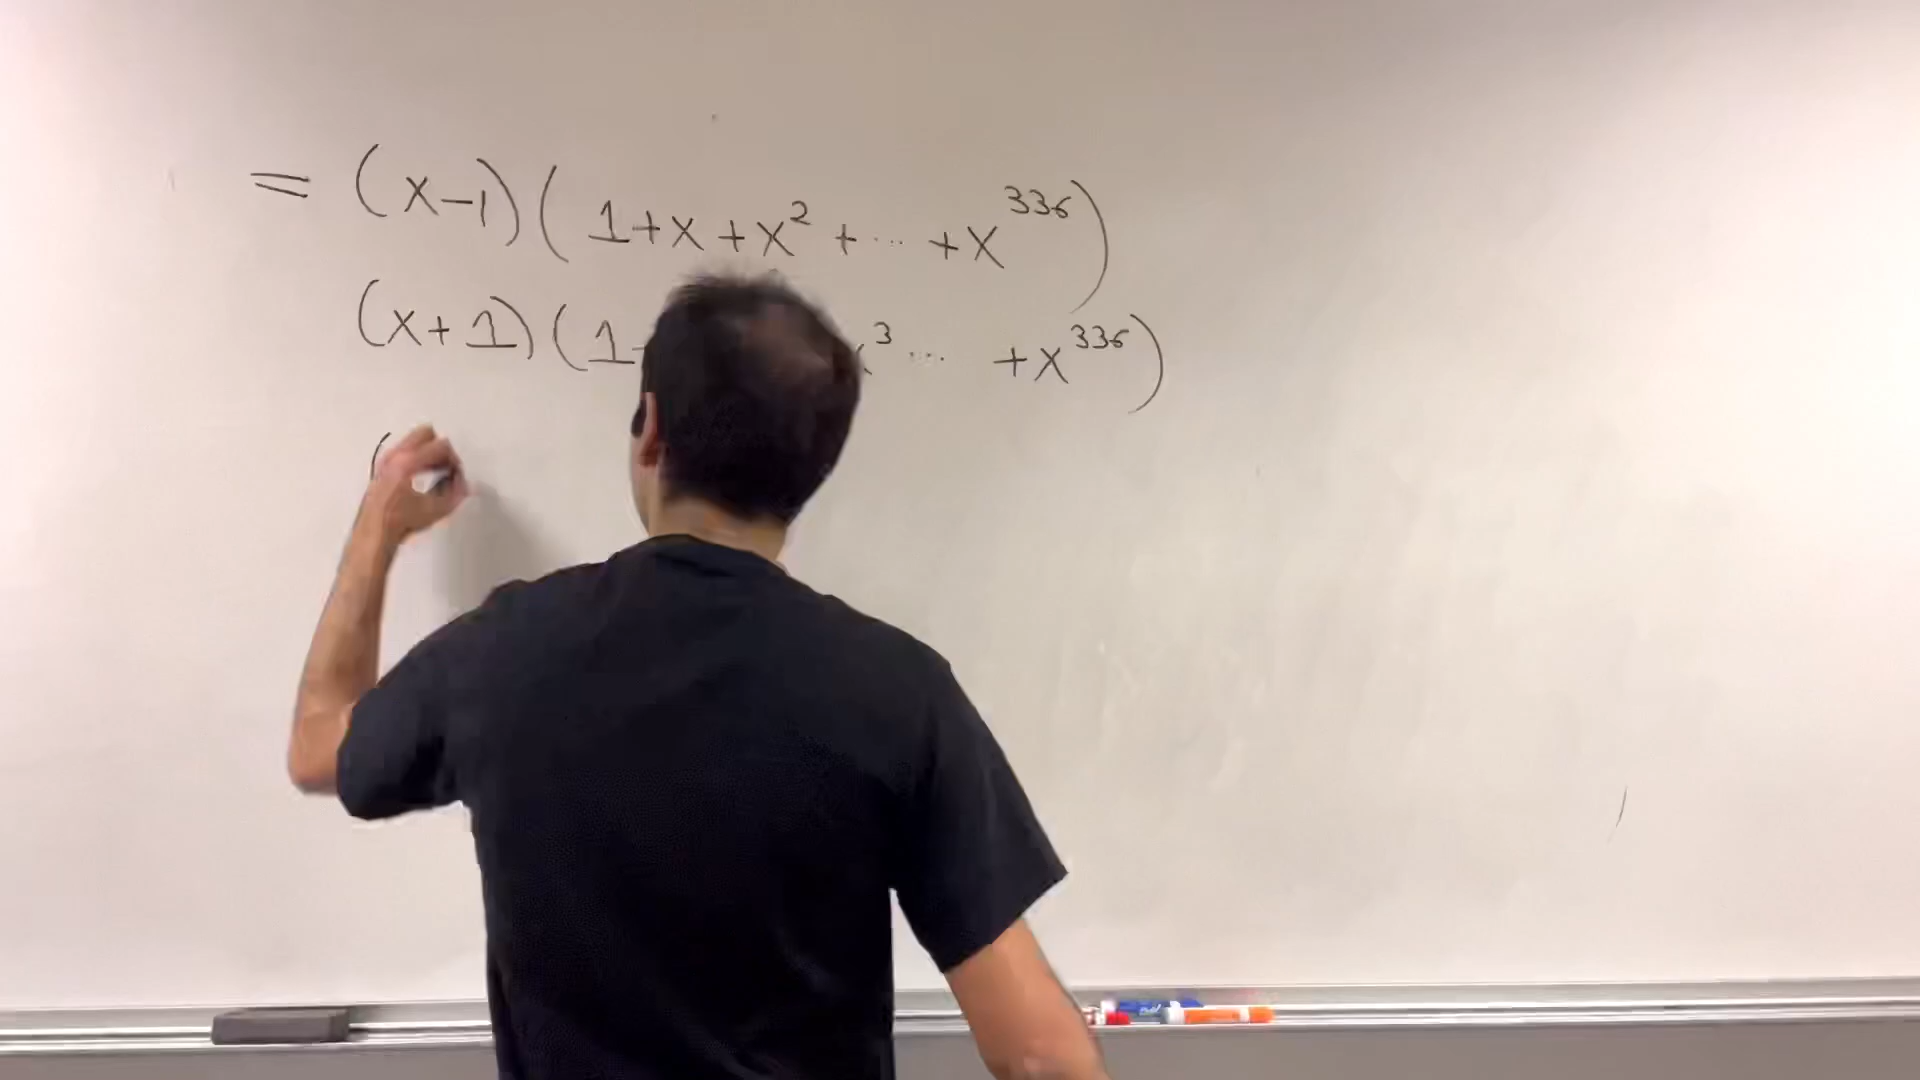 = (x-1)(1+x+x² + ... +x³³⁶)
(x+1)(1- x³ ... +x³³⁶)
(